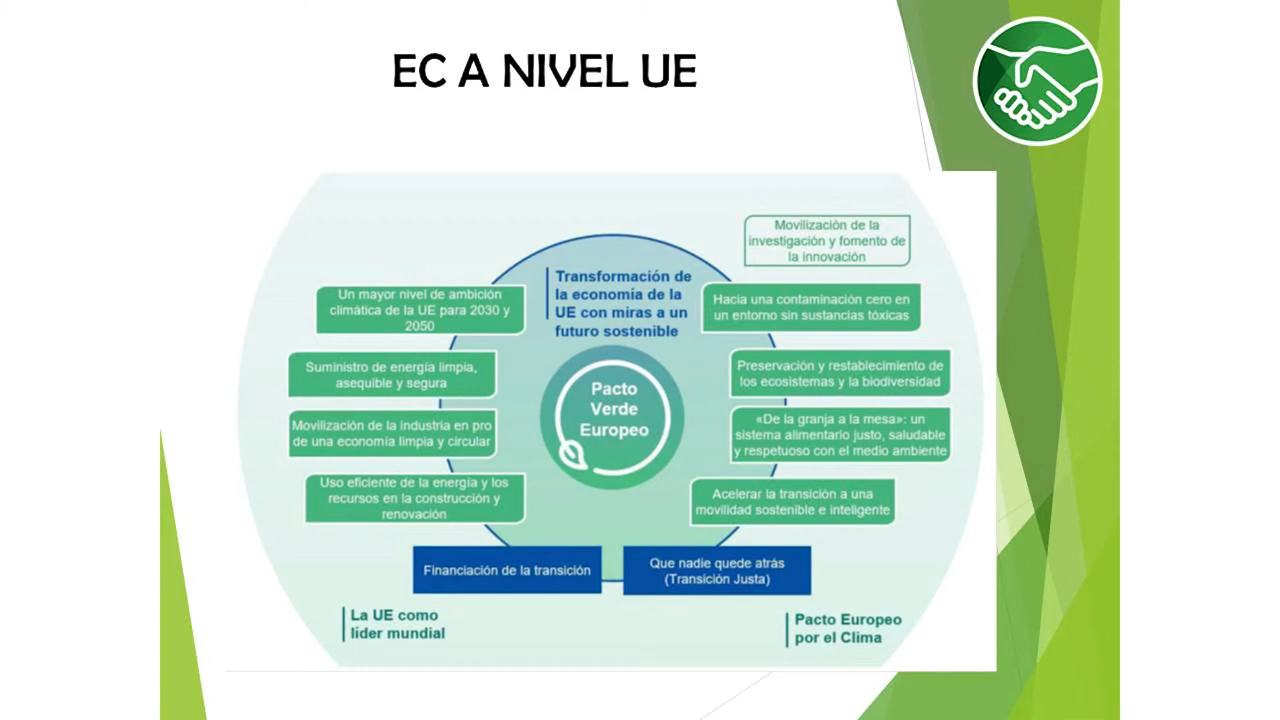 EC A NIVEL UE
Movilización de la
investigación y fomento de
la innovación
Transformación de
la economía de la
UE con miras a un
futuro sostenible
Un mayor nivel de ambición
climática de la UE para 2030 y
2050
Hacia una contaminación cero en
un entorno sin sustancias tóxicas
Suministro de energía limpia,
asequible y segura
Preservación y restablecimiento de
los ecosistemas y la biodiversidad
Pacto
Verde
Europeo
Movilización de la industria en pro
de una economía limpia y circular
«De la granja a la mesa»: un
sistema alimentario justo, saludable
y respetuoso con el medio ambiente
Uso eficiente de la energía y los
recursos en la construcción y
renovación
Acelerar la transición a una
movilidad sostenible e inteligente
Financiación de la transición
Que nadie quede atrás
(Transición Justa)
La UE como
líder mundial
Pacto Europeo
por el Clima